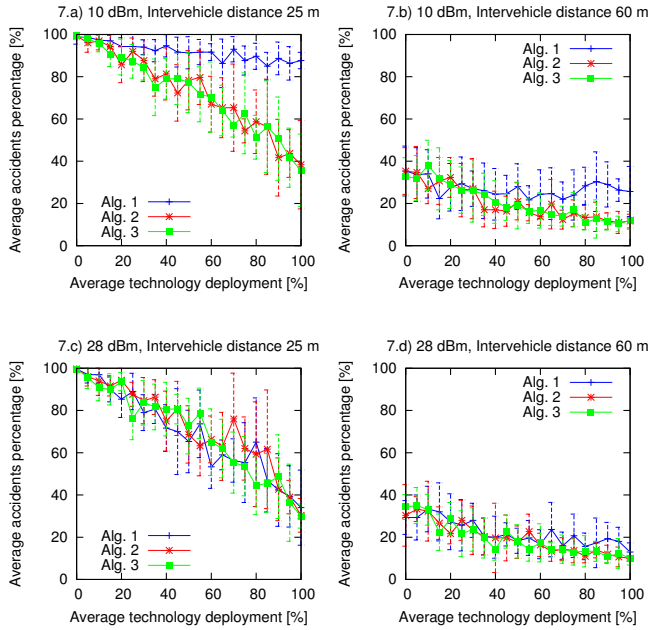 7.a) 10 dBm, Intervehicle distance 25 m
Average accidents percentage [%]
100
80
60
40
20
0
Alg. 1
Alg. 2
Alg. 3
0 20 40 60 80 100
Average technology deployment [%]
7.b) 10 dBm, Intervehicle distance 60 m
Average accidents percentage [%]
100
80
60
40
20
0
Alg. 1
Alg. 2
Alg. 3
0 20 40 60 80 100
Average technology deployment [%]
7.c) 28 dBm, Intervehicle distance 25 m
Average accidents percentage [%]
100
80
60
40
20
0
Alg. 1
Alg. 2
Alg. 3
0 20 40 60 80 100
Average technology deployment [%]
7.d) 28 dBm, Intervehicle distance 60 m
Average accidents percentage [%]
100
80
60
40
20
0
Alg. 1
Alg. 2
Alg. 3
0 20 40 60 80 100
Average technology deployment [%]